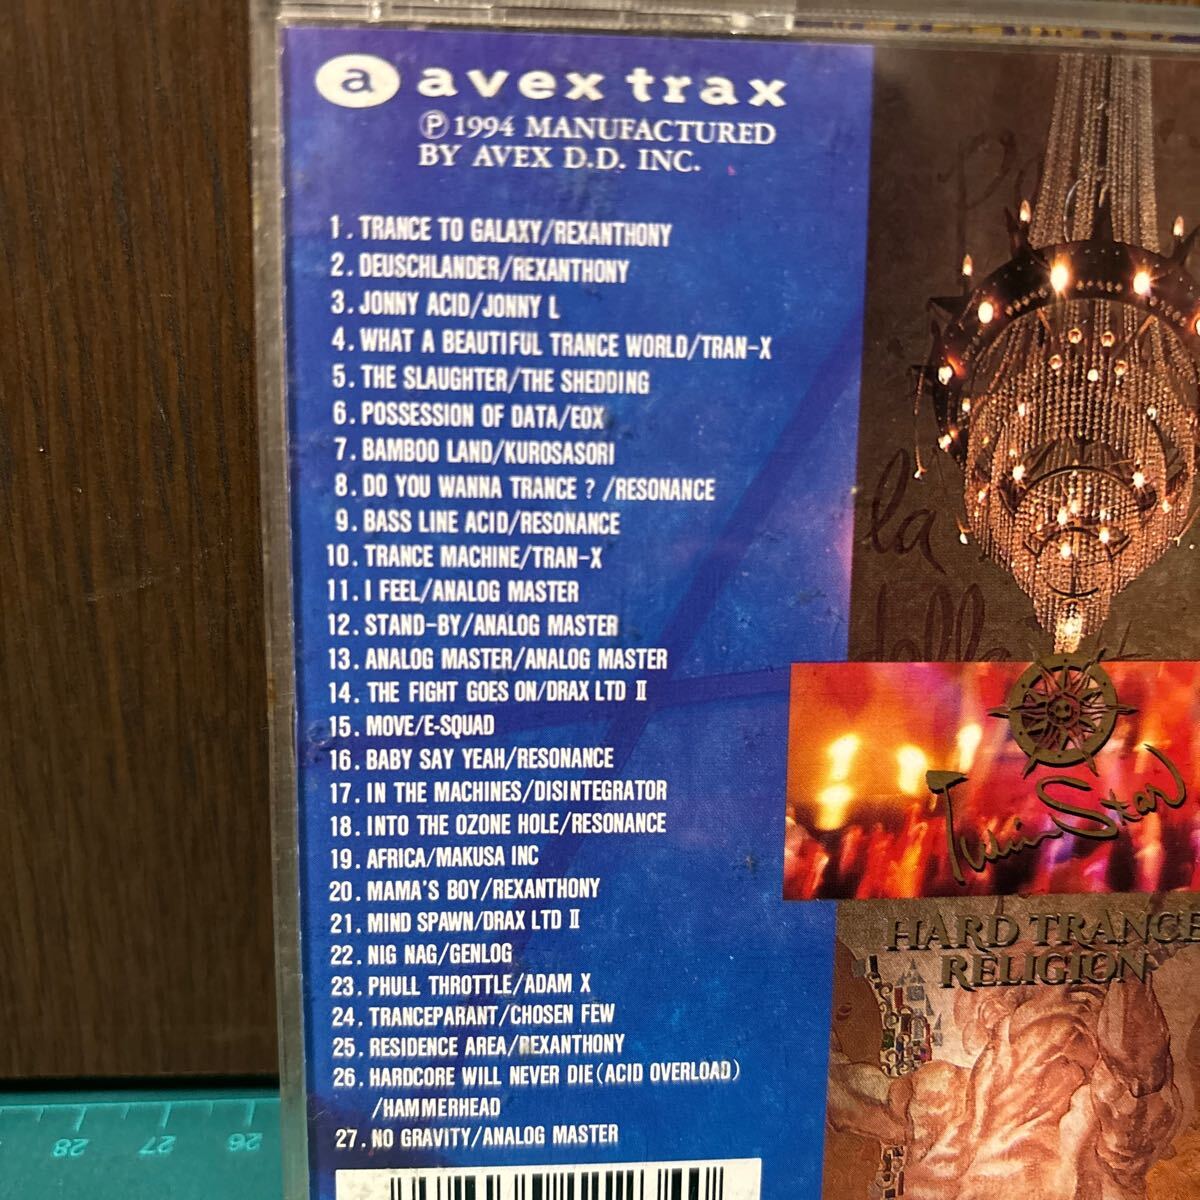 a avex trax
Ⓟ 1994 MANUFACTURED
BY AVEX D.D. INC.
1. TRANCE TO GALAXY/REXANTHONY
2. DEUSCHLANDER/REXANTHONY
3. JONNY ACID/JONNY L
4. WHAT A BEAUTIFUL TRANCE WORLD/TRAN-X
5. THE SLAUGHTER/THE SHEDDING
6. POSSESSION OF DATA/EOX
7. BAMBOO LAND/KUROSASORI
8. DO YOU WANNA TRANCE ? /RESONANCE
9. BASS LINE ACID/RESONANCE
10. TRANCE MACHINE/TRAN-X
11. I FEEL/ANALOG MASTER
12. STAND-BY/ANALOG MASTER
13. ANALOG MASTER/ANALOG MASTER
14. THE FIGHT GOES ON/DRAX LTD II
15. MOVE/E-SQUAD
16. BABY SAY YEAH/RESONANCE
17. IN THE MACHINES/DISINTEGRATOR
18. INTO THE OZONE HOLE/RESONANCE
19. AFRICA/MAKUSA INC
20. MAMA'S BOY/REXANTHONY
21. MIND SPAWN/DRAX LTD II
22. NIG NAG/GENLOG
23. PHULL THROTTLE/ADAM X
24. TRANCEPARANT/CHOSEN FEW
25. RESIDENCE AREA/REXANTHONY
26. HARDCORE WILL NEVER DIE(ACID OVERLOAD)
/HAMMERHEAD
27. NO GRAVITY/ANALOG MASTER
la
Twin Star
HARD TRANCE
RELIGION
28 27 26